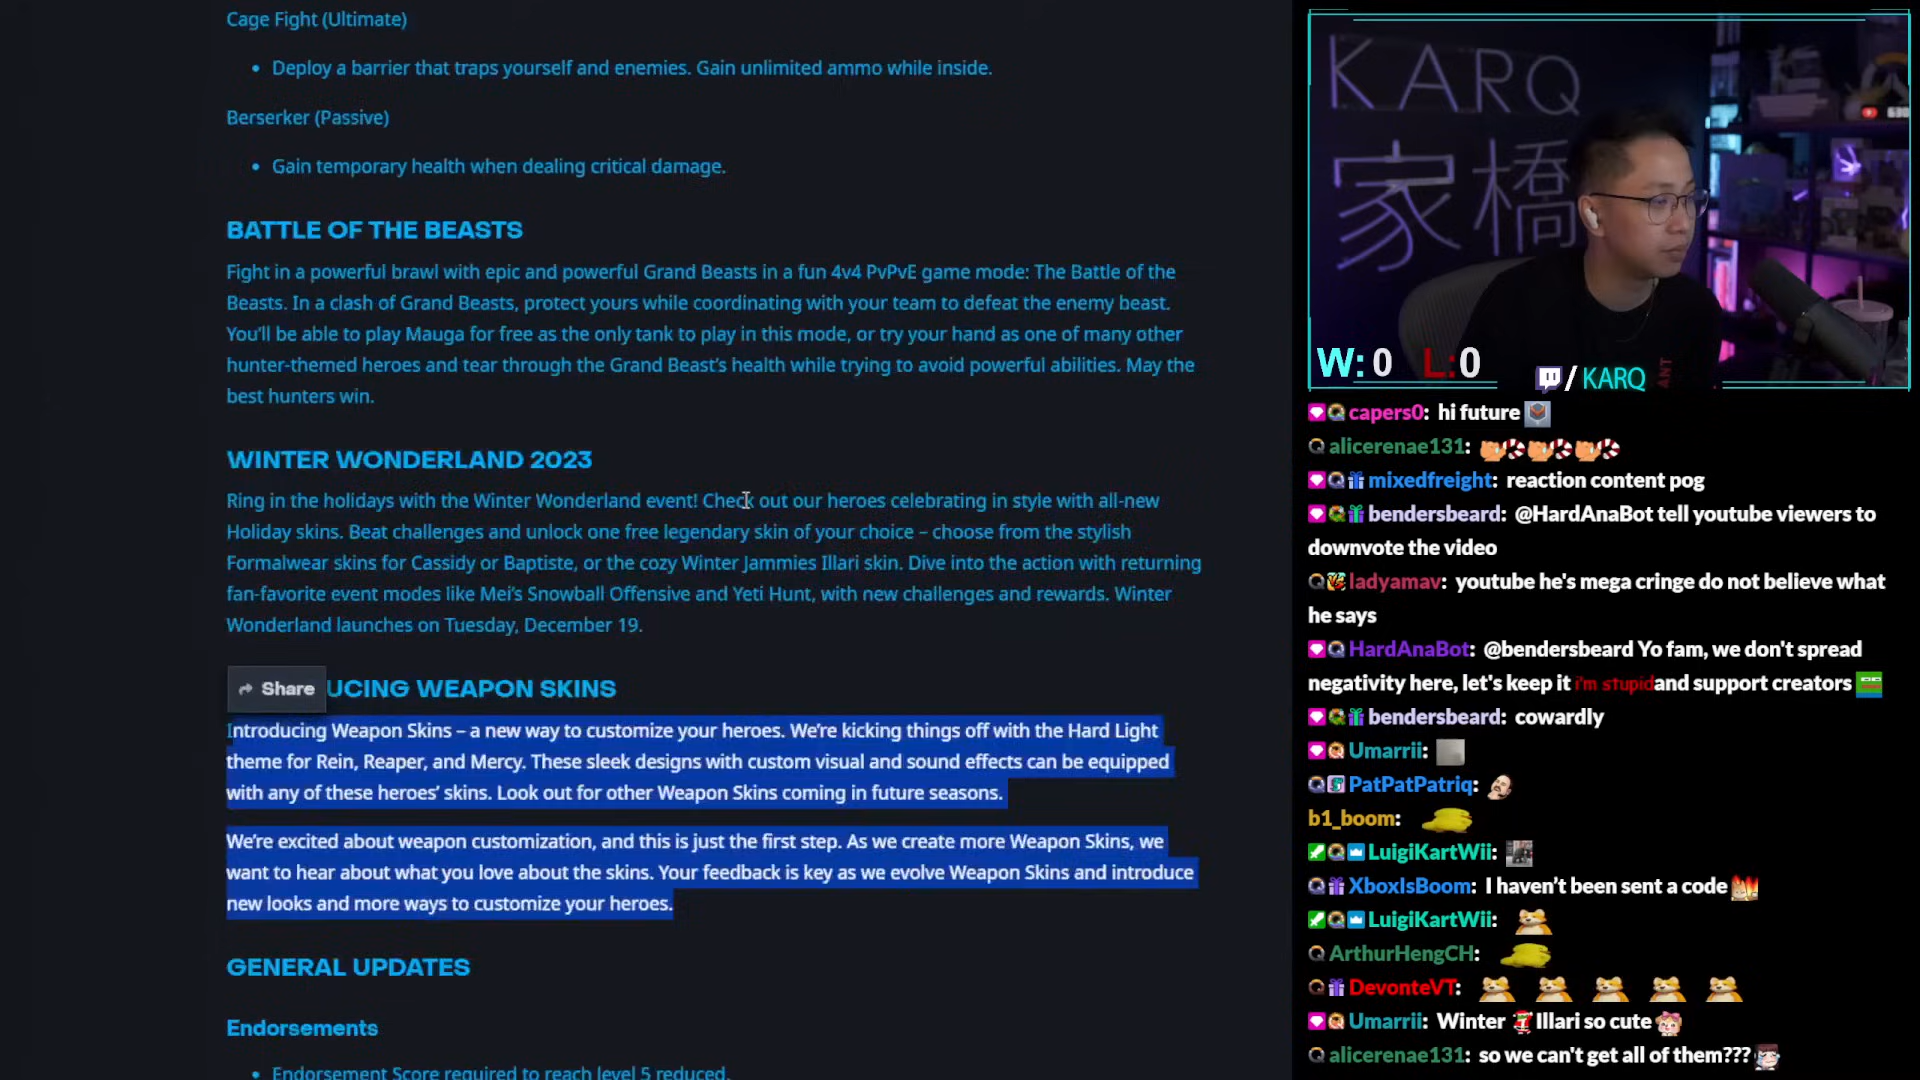 Cage Fight (Ultimate)
• Deploy a barrier that traps yourself and enemies. Gain unlimited ammo while inside.
Berserker (Passive)
• Gain temporary health when dealing critical damage.
BATTLE OF THE BEASTS
Fight in a powerful brawl with epic and powerful Grand Beasts in a fun 4v4 PvPvE game mode: The Battle of the
Beasts. In a clash of Grand Beasts, protect yours while coordinating with your team to defeat the enemy beast.
You'll be able to play Mauga for free as the only tank to play in this mode, or try your hand as one of many other
hunter-themed heroes and tear through the Grand Beast's health while trying to avoid powerful abilities. May the
best hunters win.
WINTER WONDERLAND 2023
Ring in the holidays with the Winter Wonderland event! Check out our heroes celebrating in style with all-new
Holiday skins. Beat challenges and unlock one free legendary skin of your choice – choose from the stylish
Formalwear skins for Cassidy or Baptiste, or the cozy Winter Jammies Illari skin. Dive into the action with returning
fan-favorite event modes like Mei's Snowball Offensive and Yeti Hunt, with new challenges and rewards. Winter
Wonderland launches on Tuesday, December 19.
Share
UCING WEAPON SKINS
Introducing Weapon Skins – a new way to customize your heroes. We're kicking things off with the Hard Light
theme for Rein, Reaper, and Mercy. These sleek designs with custom visual and sound effects can be equipped
with any of these heroes' skins. Look out for other Weapon Skins coming in future seasons.
We're excited about weapon customization, and this is just the first step. As we create more Weapon Skins, we
want to hear about what you love about the skins. Your feedback is key as we evolve Weapon Skins and introduce
new looks and more ways to customize your heroes.
GENERAL UPDATES
Endorsements
• Endorsement Score required to reach level 5 reduced.
KARQ
家橋
W:0 L:0
/ KARQ
capers0: hi future
alicerenae131:
mixedfreight: reaction content pog
bendersbeard: @HardAnaBot tell youtube viewers to
downvote the video
ladyamav: youtube he's mega cringe do not believe what
he says
HardAnaBot: @bendersbeard Yo fam, we don't spread
negativity here, let's keep it i'm stupid and support creators
bendersbeard: cowardly
Umarrii:
PatPatPatriq:
b1_boom:
LuigiKartWii:
XboxIsBoom: I haven't been sent a code
LuigiKartWii:
ArthurHengCH:
DevonteVT:
Umarrii: Winter Illari so cute
alicerenae131: so we can't get all of them???